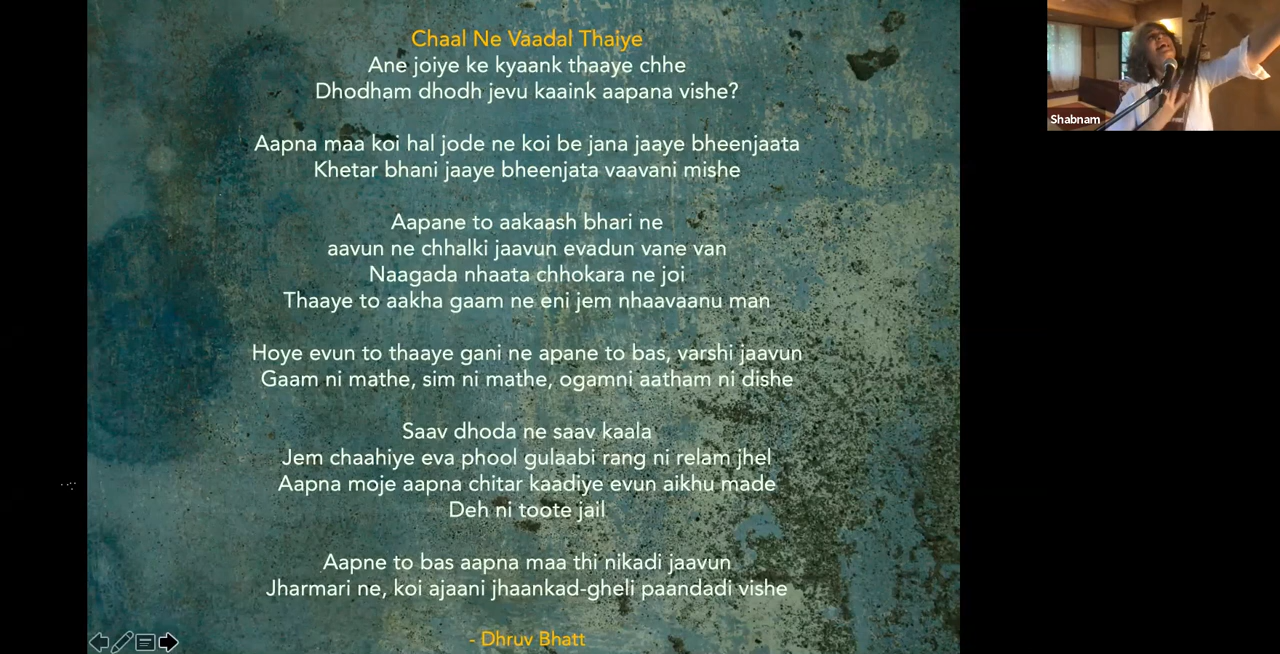 Chaal Ne Vaadal Thaiye
Ane joiye ke kyaank thaaye chhe
Dhodham dhodh jevu kaaink aapana vishe?
Aapna maa koi hal jode ne koi be jana jaaye bheenjaata
Khetar bhani jaaye bheenjata vaavani mishe
Aapane to aakaash bhari ne
aavun ne chhalki jaavun evadun vane van
Naagada nhaata chhokara ne joi
Thaaye to aakha gaam ne eni jem nhaavaanu man
Hoye evun to thaaye gani ne apane to bas, varshi jaavun
Gaam ni mathe, sim ni mathe, ogamni aatham ni dishe
Saav dhoda ne saav kaala
Jem chaahiye eva phool gulaabi rang ni relam jhel
Aapna moje aapna chitar kaadiye evun aikhu made
Deh ni toote jail
Aapne to bas aapna maa thi nikadi jaavun
Jharmari ne, koi ajaani jhaankad-gheli paandadi vishe
- Dhruv Bhatt
Shabnam